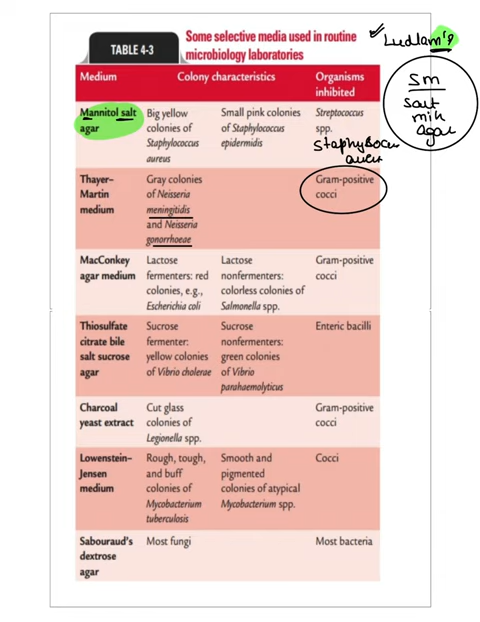 Some selective media used in routine
TABLE 4-3
microbiology laboratories
Ludlam's
Sm
Salt
milk
agar
Medium
Colony characteristics
Organisms
inhibited
Mannitol salt
agar
Big yellow
colonies of
Staphylococcus
aureus
Small pink colonies
of Staphylococcus
epidermidis
Streptococcus
spp.
Thayer–
Martin
medium
Gray colonies
of Neisseria
meningitidis
and Neisseria
gonorrhoeae
Gram-positive
cocci
MacConkey
agar medium
Lactose
fermenters: red
colonies, e.g.,
Escherichia coli
Lactose
nonfermenters:
colorless colonies of
Salmonella spp.
Gram-positive
cocci
Thiosulfate
citrate bile
salt sucrose
agar
Sucrose
fermenter:
yellow colonies
of Vibrio cholerae
Sucrose
nonfermenters:
green colonies
of Vibrio
parahaemolyticus
Enteric bacilli
Charcoal
yeast extract
Cut glass
colonies of
Legionella spp.
Gram-positive
cocci
Lowenstein–
Jensen
medium
Rough, tough,
and buff
colonies of
Mycobacterium
tuberculosis
Smooth and
pigmented
colonies of atypical
Mycobacterium spp.
Cocci
Sabouraud's
dextrose
agar
Most fungi
Most bacteria